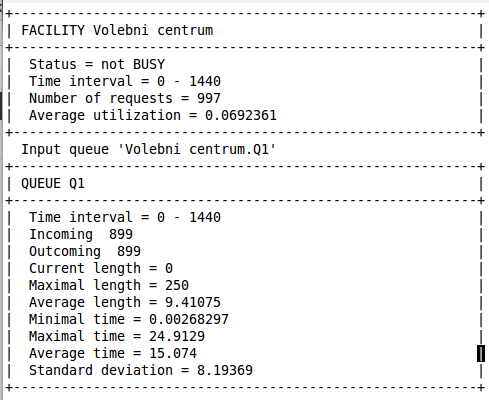 FACILITY Volebni centrum
Status = not BUSY
Time interval = 0 - 1440
Number of requests = 997
Average utilization = 0.0692361
Input queue 'Volebni centrum.Q1'
QUEUE Q1
Time interval = 0 - 1440
Incoming  899
Outcoming  899
Current length = 0
Maximal length = 250
Average length = 9.41075
Minimal time = 0.00268297
Maximal time = 24.9129
Average time = 15.074
Standard deviation = 8.19369